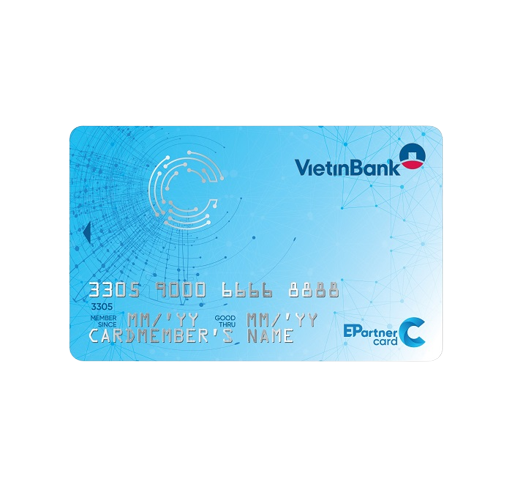 VietinBank
3305 9000 6666 8888
3305
MEMBER SINCE MM/'YY GOOD THRU MM/'YY
CARDMEMBER'S NAME
EPartner
card